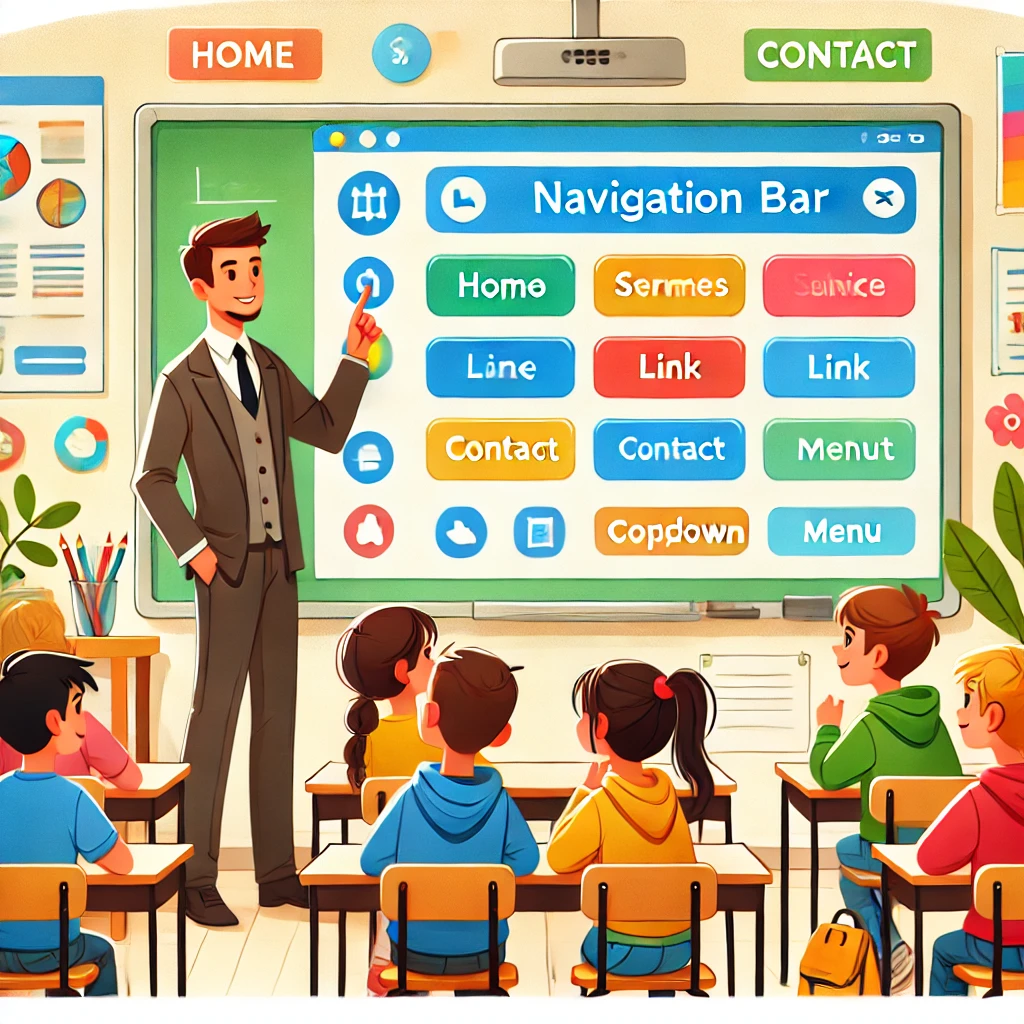 HOME
CONTACT
Navigation Bar
Home Sermes
Line Link Link
Contact Contact Menut
Copdown Menu